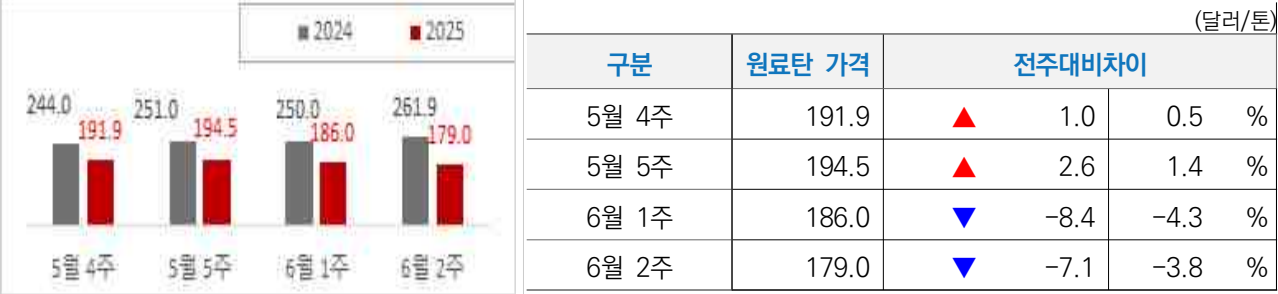 2024 2025
244.0 191.9 251.0 194.5 250.0 186.0 261.9 179.0
5월 4주 5월 5주 6월 1주 6월 2주
(달러/톤)
구분 원료탄 가격 전주대비차이
5월 4주 191.9 ▲ 1.0 0.5 %
5월 5주 194.5 ▲ 2.6 1.4 %
6월 1주 186.0 ▼ -8.4 -4.3 %
6월 2주 179.0 ▼ -7.1 -3.8 %